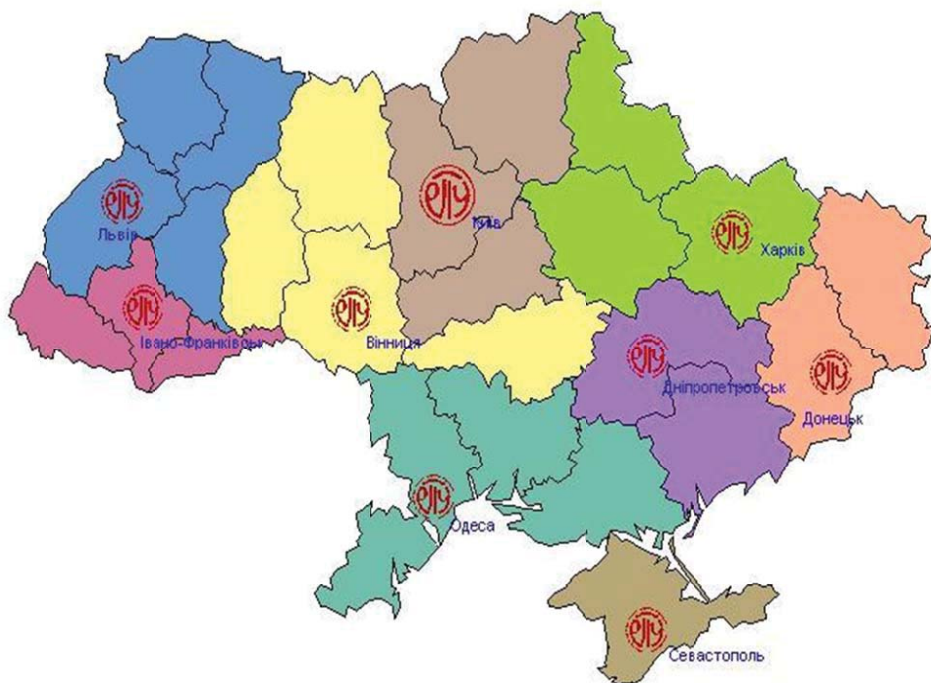 Київ
Львів
Харків
Івано-Франківськ
Вінниця
Дніпропетровськ
Донецьк
Одеса
Севастополь